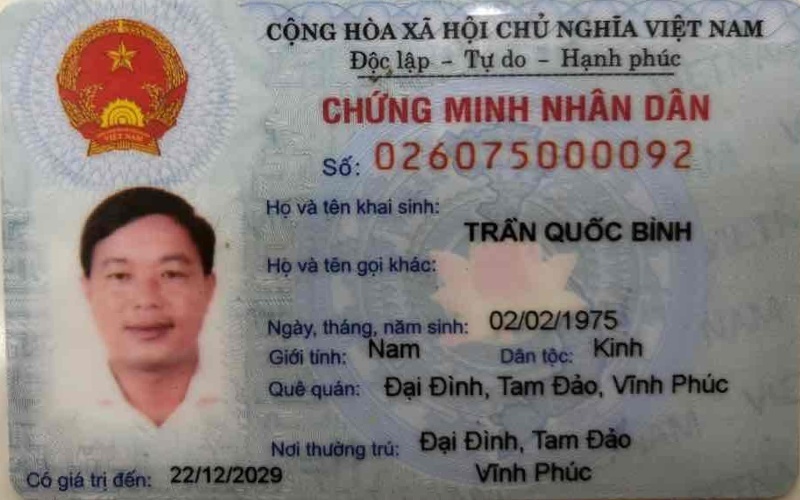 CỘNG HÒA XÃ HỘI CHỦ NGHĨA VIỆT NAM
Độc lập - Tự do - Hạnh phúc
CHỨNG MINH NHÂN DÂN
Số: 026075000092
Họ và tên khai sinh:
TRẦN QUỐC BÌNH
Họ và tên gọi khác:
Ngày, tháng, năm sinh: 02/02/1975
Giới tính: Nam Dân tộc: Kinh
Quê quán: Đại Đình, Tam Đảo, Vĩnh Phúc
Nơi thường trú: Đại Đình, Tam Đảo
Vĩnh Phúc
Có giá trị đến: 22/12/2029
VIỆT NAM